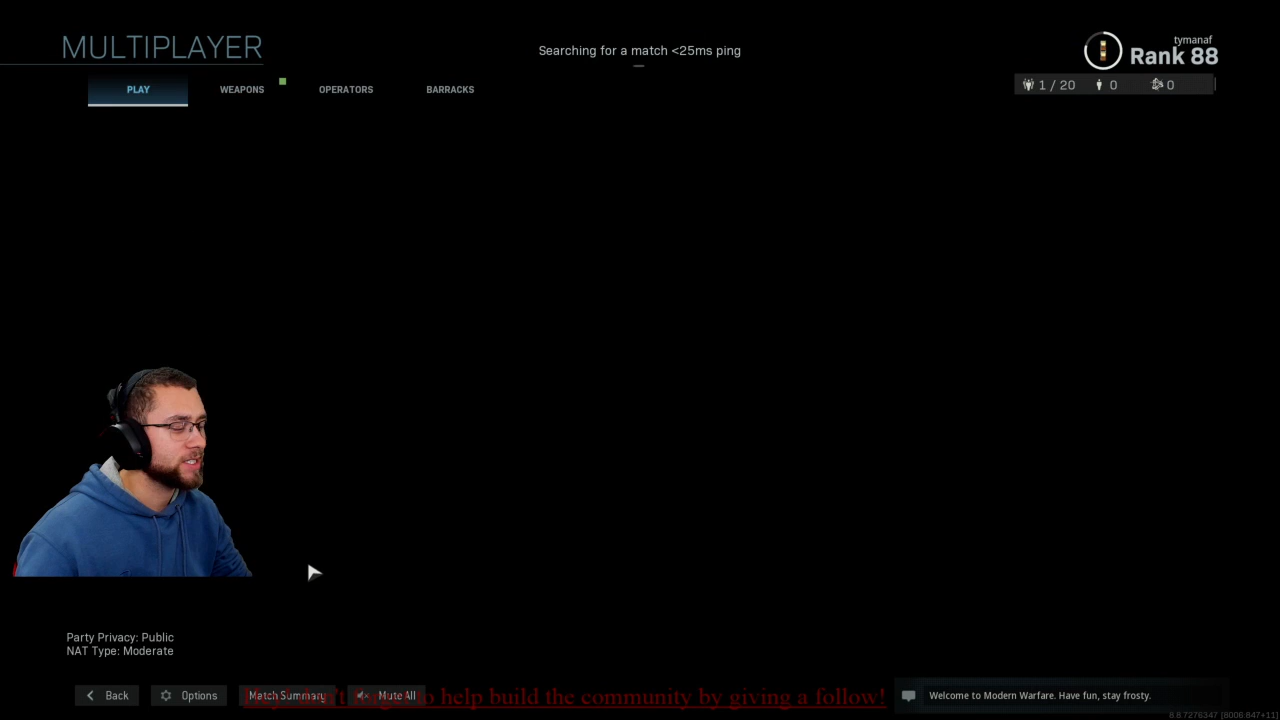 MULTIPLAYER
Searching for a match <25ms ping
tymanaf
Rank 88
1 / 20 0 0
PLAY WEAPONS OPERATORS BARRACKS
Party Privacy: Public
NAT Type: Moderate
Back Options Match Summary Mute All
don't forget to help build the community by giving a follow!
Welcome to Modern Warfare. Have fun, stay frosty.